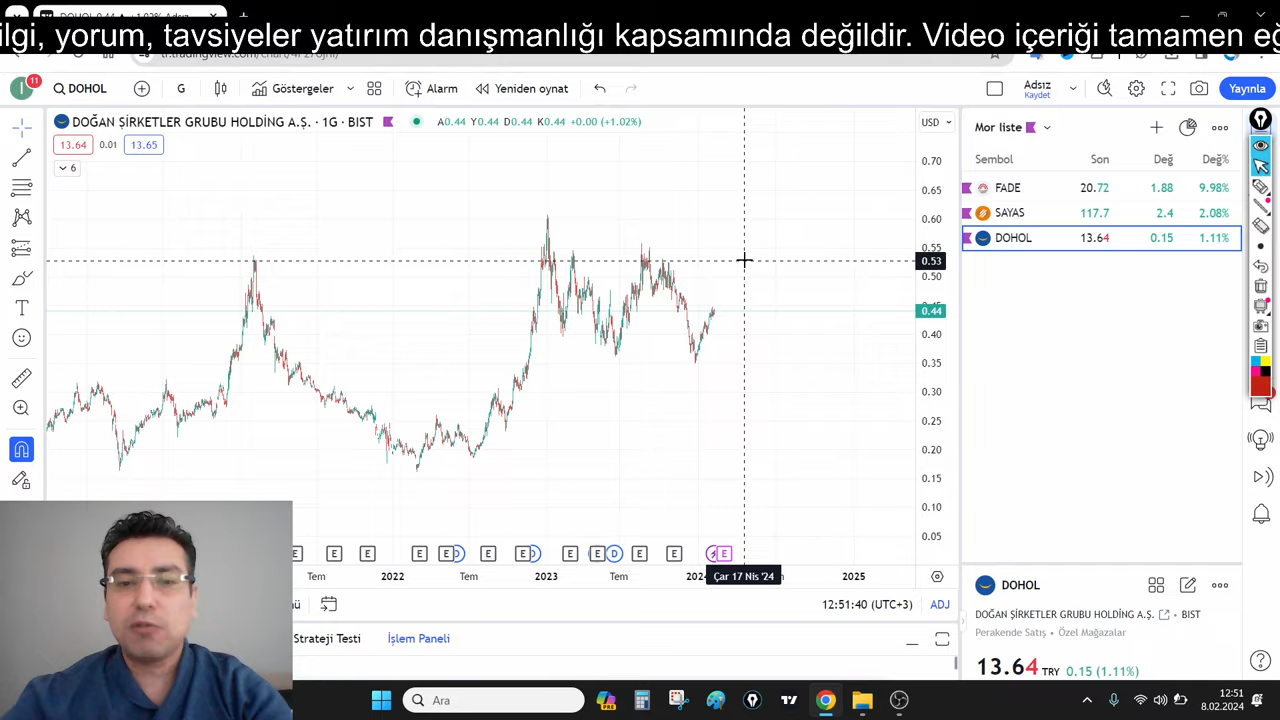 ilgi, yorum, tavsiyeler yatırım danışmanlığı kapsamında değildir. Video içeriği tamamen eğ
11
DOHOL
G
Göstergeler
Alarm
Yeniden oynat
Adsız
Kaydet
Yayınla
DOĞAN ŞİRKETLER GRUBU HOLDİNG A.Ş. · 1G · BIST
A0.44 Y0.44 D0.44 K0.44 +0.00 (+1.02%)
USD
13.64
0.01
13.65
6
Mor liste
Sembol Son Değ Değ%
FADE 20.72 1.88 9.98%
SAYAS 117.7 2.4 2.08%
DOHOL 13.64 0.15 1.11%
0.70
0.65
0.60
0.55
0.53
0.50
0.44
0.40
0.35
0.30
0.25
0.20
0.15
0.10
0.05
E E E E E D E E D E E D E E E
Tem 2022 Tem 2023 Tem 2024 Çar 17 Nis '24 2025
12:51:40 (UTC+3) ADJ
Strateji Testi
İşlem Paneli
DOHOL
DOĞAN ŞİRKETLER GRUBU HOLDİNG A.Ş. · BIST
Perakende Satış · Özel Mağazalar
13.64 TRY 0.15 (1.11%)
Ara
PRE
12:51
8.02.2024